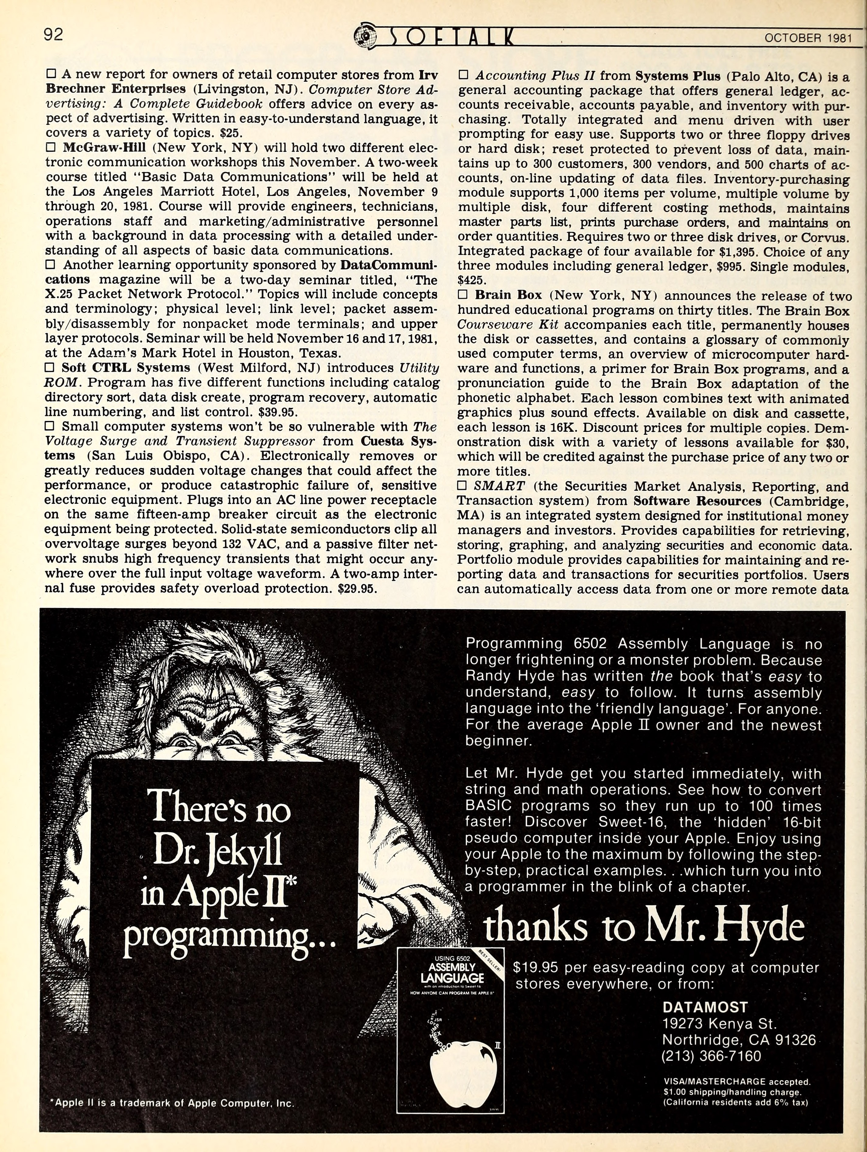 92
SOFTALK
OCTOBER 1981
□ A new report for owners of retail computer stores from Irv
Brechner Enterprises (Livingston, NJ). Computer Store Ad-
vertising: A Complete Guidebook offers advice on every as-
pect of advertising. Written in easy-to-understand language, it
covers a variety of topics. $25.
□ McGraw-Hill (New York, NY) will hold two different elec-
tronic communication workshops this November. A two-week
course titled "Basic Data Communications" will be held at
the Los Angeles Marriott Hotel, Los Angeles, November 9
through 20, 1981. Course will provide engineers, technicians,
operations staff and marketing/administrative personnel
with a background in data processing with a detailed under-
standing of all aspects of basic data communications.
□ Another learning opportunity sponsored by DataCommuni-
cations magazine will be a two-day seminar titled, "The
X.25 Packet Network Protocol." Topics will include concepts
and terminology; physical level; link level; packet assem-
bly/disassembly for nonpacket mode terminals; and upper
layer protocols. Seminar will be held November 16 and 17, 1981,
at the Adam's Mark Hotel in Houston, Texas.
□ Soft CTRL Systems (West Milford, NJ) introduces Utility
ROM. Program has five different functions including catalog
directory sort, data disk create, program recovery, automatic
line numbering, and list control. $39.95.
□ Small computer systems won't be so vulnerable with The
Voltage Surge and Transient Suppressor from Cuesta Sys-
tems (San Luis Obispo, CA). Electronically removes or
greatly reduces sudden voltage changes that could affect the
performance, or produce catastrophic failure of, sensitive
electronic equipment. Plugs into an AC line power receptacle
on the same fifteen-amp breaker circuit as the electronic
equipment being protected. Solid-state semiconductors clip all
overvoltage surges beyond 132 VAC, and a passive filter net-
work snubs high frequency transients that might occur any-
where over the full input voltage waveform. A two-amp inter-
nal fuse provides safety overload protection. $29.95.
□ Accounting Plus II from Systems Plus (Palo Alto, CA) is a
general accounting package that offers general ledger, ac-
counts receivable, accounts payable, and inventory with pur-
chasing. Totally integrated and menu driven with user
prompting for easy use. Supports two or three floppy drives
or hard disk; reset protected to prevent loss of data, main-
tains up to 300 customers, 300 vendors, and 500 charts of ac-
counts, on-line updating of data files. Inventory-purchasing
module supports 1,000 items per volume, multiple volume by
multiple disk, four different costing methods, maintains
master parts list, prints purchase orders, and maintains on
order quantities. Requires two or three disk drives, or Corvus.
Integrated package of four available for $1,395. Choice of any
three modules including general ledger, $995. Single modules,
$425.
□ Brain Box (New York, NY) announces the release of two
hundred educational programs on thirty titles. The Brain Box
Courseware Kit accompanies each title, permanently houses
the disk or cassettes, and contains a glossary of commonly
used computer terms, an overview of microcomputer hard-
ware and functions, a primer for Brain Box programs, and a
pronunciation guide to the Brain Box adaptation of the
phonetic alphabet. Each lesson combines text with animated
graphics plus sound effects. Available on disk and cassette,
each lesson is 16K. Discount prices for multiple copies. Dem-
onstration disk with a variety of lessons available for $30,
which will be credited against the purchase price of any two or
more titles.
□ SMART (the Securities Market Analysis, Reporting, and
Transaction system) from Software Resources (Cambridge,
MA) is an integrated system designed for institutional money
managers and investors. Provides capabilities for retrieving,
storing, graphing, and analyzing securities and economic data.
Portfolio module provides capabilities for maintaining and re-
porting data and transactions for securities portfolios. Users
can automatically access data from one or more remote data
There's no
Dr. Jekyll
in Apple II*
programming...
*Apple II is a trademark of Apple Computer, Inc.
Programming 6502 Assembly Language is no
longer frightening or a monster problem. Because
Randy Hyde has written the book that's easy to
understand, easy to follow. It turns assembly
language into the 'friendly language'. For anyone.
For the average Apple II owner and the newest
beginner.
Let Mr. Hyde get you started immediately, with
string and math operations. See how to convert
BASIC programs so they run up to 100 times
faster! Discover Sweet-16, the 'hidden' 16-bit
pseudo computer inside your Apple. Enjoy using
your Apple to the maximum by following the step-
by-step, practical examples. . .which turn you into
a programmer in the blink of a chapter.
thanks to Mr. Hyde
BEST SELLER!
USING 6502
ASSEMBLY
LANGUAGE
with an introduction to Sweet-16
HOW ANYONE CAN PROGRAM THE APPLE II*
II
$19.95 per easy-reading copy at computer
stores everywhere, or from:
DATAMOST
19273 Kenya St.
Northridge, CA 91326
(213) 366-7160
VISA/MASTERCHARGE accepted.
$1.00 shipping/handling charge.
(California residents add 6% tax)